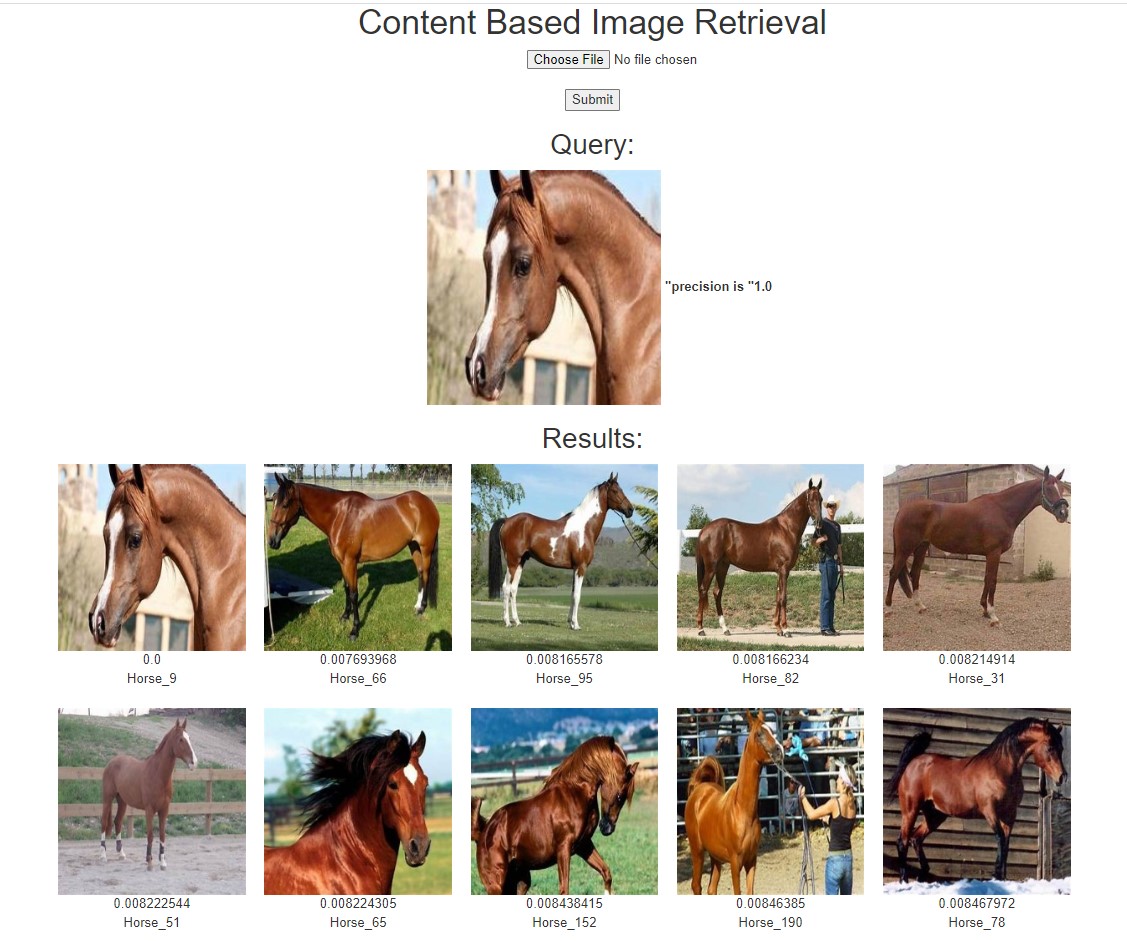 Content Based Image Retrieval
Choose File No file chosen
Submit
Query:
"precision is "1.0
Results:
0.0 0.007693968 0.008165578 0.008166234 0.008214914
Horse_9 Horse_66 Horse_95 Horse_82 Horse_31
0.008222544 0.008224305 0.008438415 0.00846385 0.008467972
Horse_51 Horse_65 Horse_152 Horse_190 Horse_78